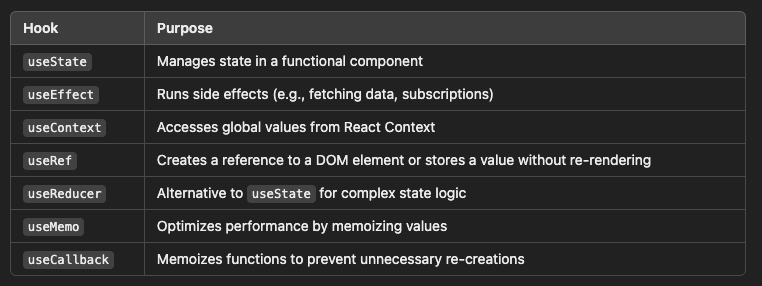 Hook Purpose
useState Manages state in a functional component
useEffect Runs side effects (e.g., fetching data, subscriptions)
useContext Accesses global values from React Context
useRef Creates a reference to a DOM element or stores a value without re-rendering
useReducer Alternative to useState for complex state logic
useMemo Optimizes performance by memoizing values
useCallback Memoizes functions to prevent unnecessary re-creations